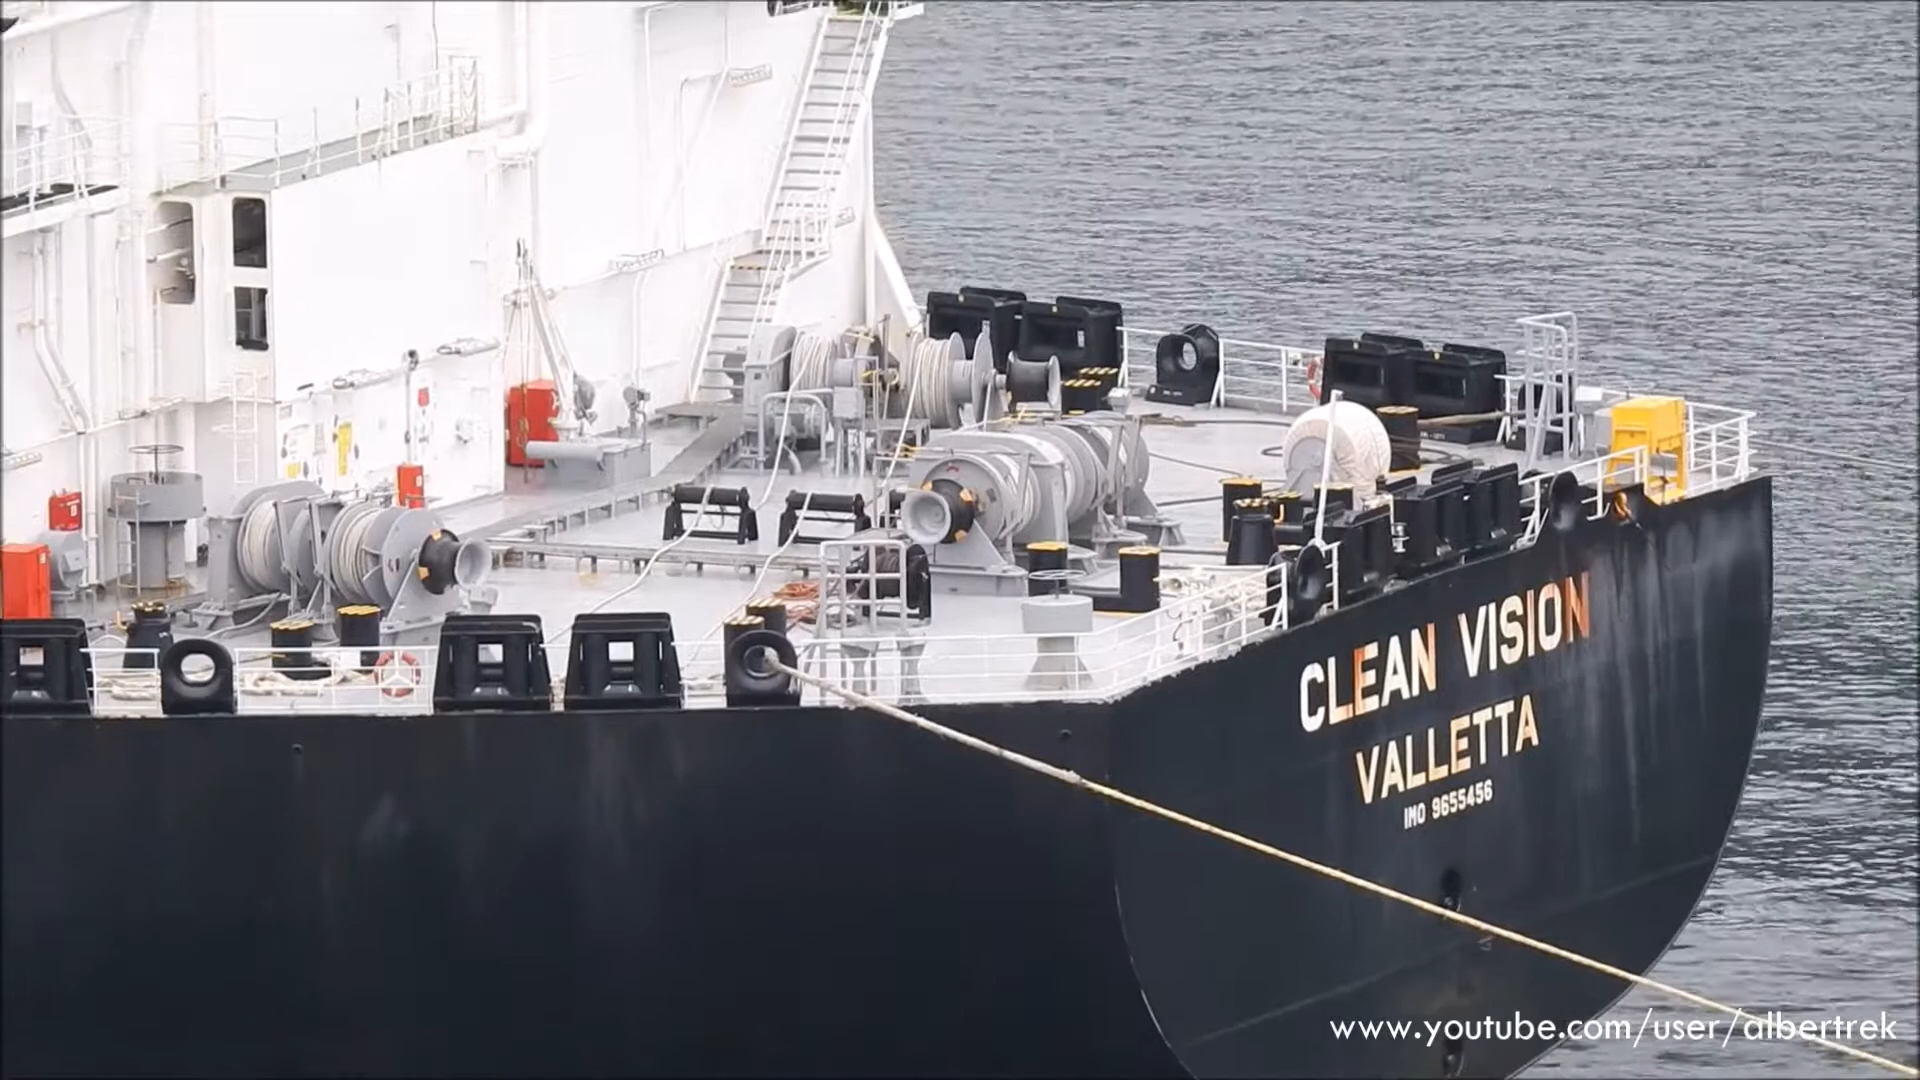 CLEAN VISION
VALLETTA
IMO 9655456
www.youtube.com/user/albertrek